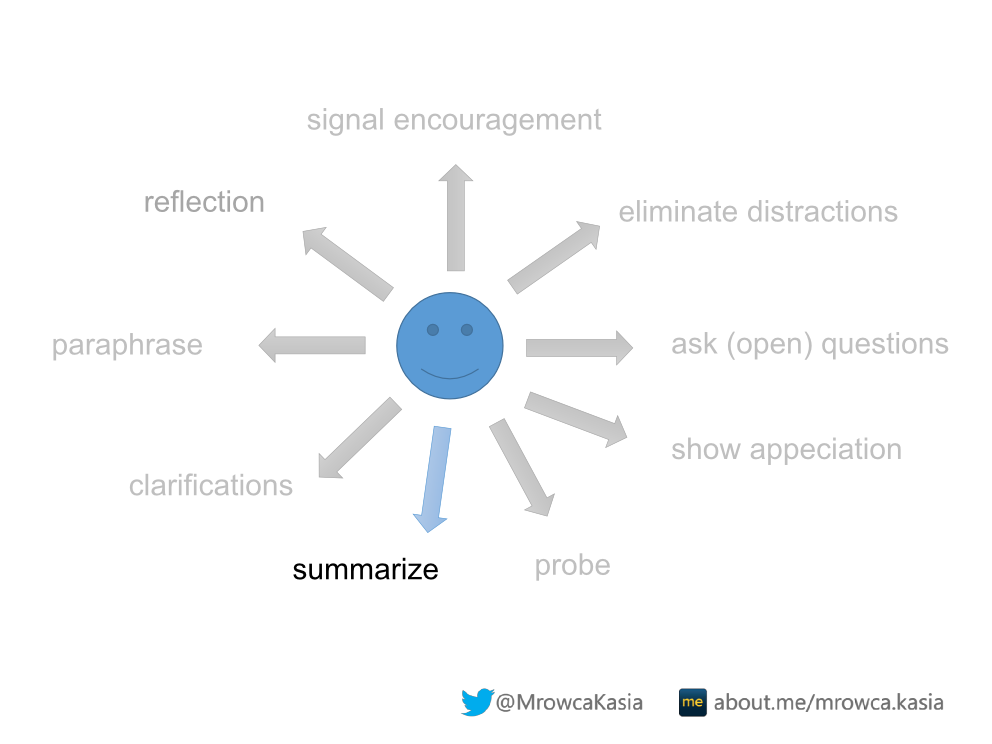 signal encouragement
reflection
eliminate distractions
paraphrase
ask (open) questions
show appeciation
clarifications
summarize
probe
@MrowcaKasia
me about.me/mrowca.kasia